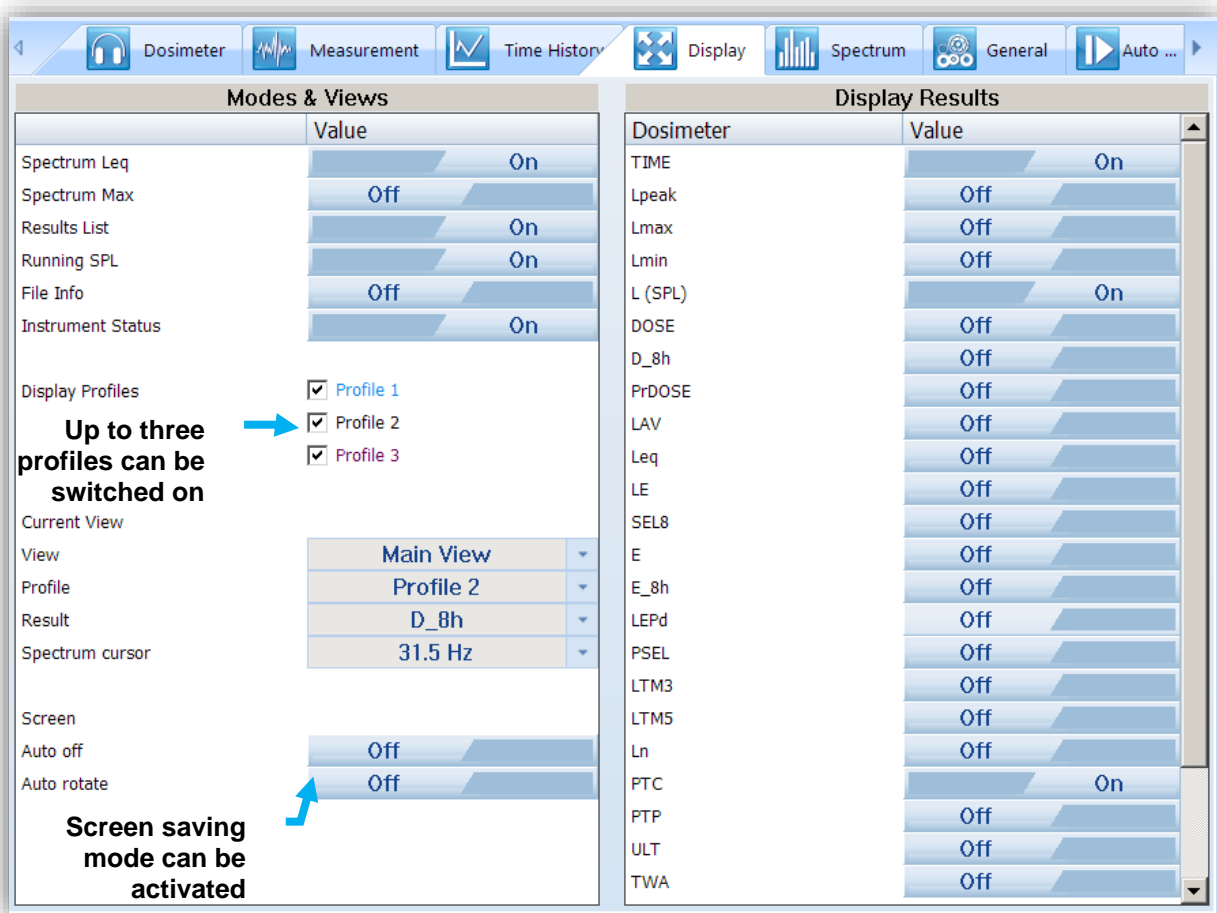 Dosimeter Measurement Time History Display Spectrum General Auto ...
Modes & Views
Value
Spectrum Leq On
Spectrum Max Off
Results List On
Running SPL On
File Info Off
Instrument Status On
Display Profiles Profile 1
Profile 2
Profile 3
Up to three
profiles can be
switched on
Current View
View Main View
Profile Profile 2
Result D_8h
Spectrum cursor 31.5 Hz
Screen
Auto off Off
Auto rotate Off
Screen saving
mode can be
activated
Display Results
Dosimeter Value
TIME On
Lpeak Off
Lmax Off
Lmin Off
L (SPL) On
DOSE Off
D_8h Off
PrDOSE Off
LAV Off
Leq Off
LE Off
SEL8 Off
E Off
E_8h Off
LEPd Off
PSEL Off
LTM3 Off
LTM5 Off
Ln Off
PTC On
PTP Off
ULT Off
TWA Off